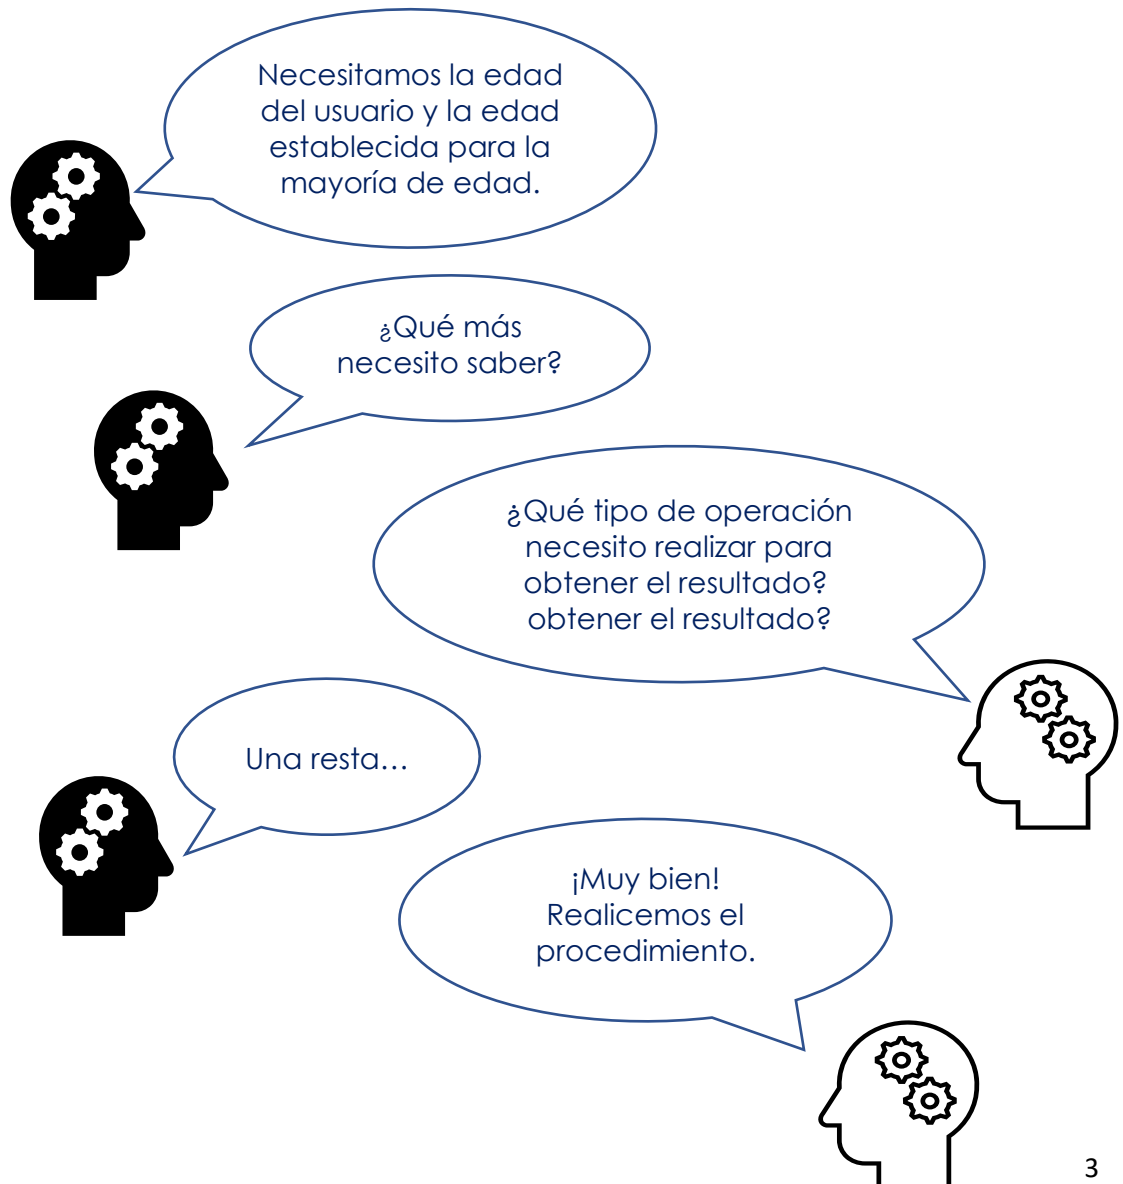 Necesitamos la edad
del usuario y la edad
establecida para la
mayoría de edad.
¿Qué más
necesito saber?
¿Qué tipo de operación
necesito realizar para
obtener el resultado?
obtener el resultado?
Una resta…
¡Muy bien!
Realicemos el
procedimiento.
3